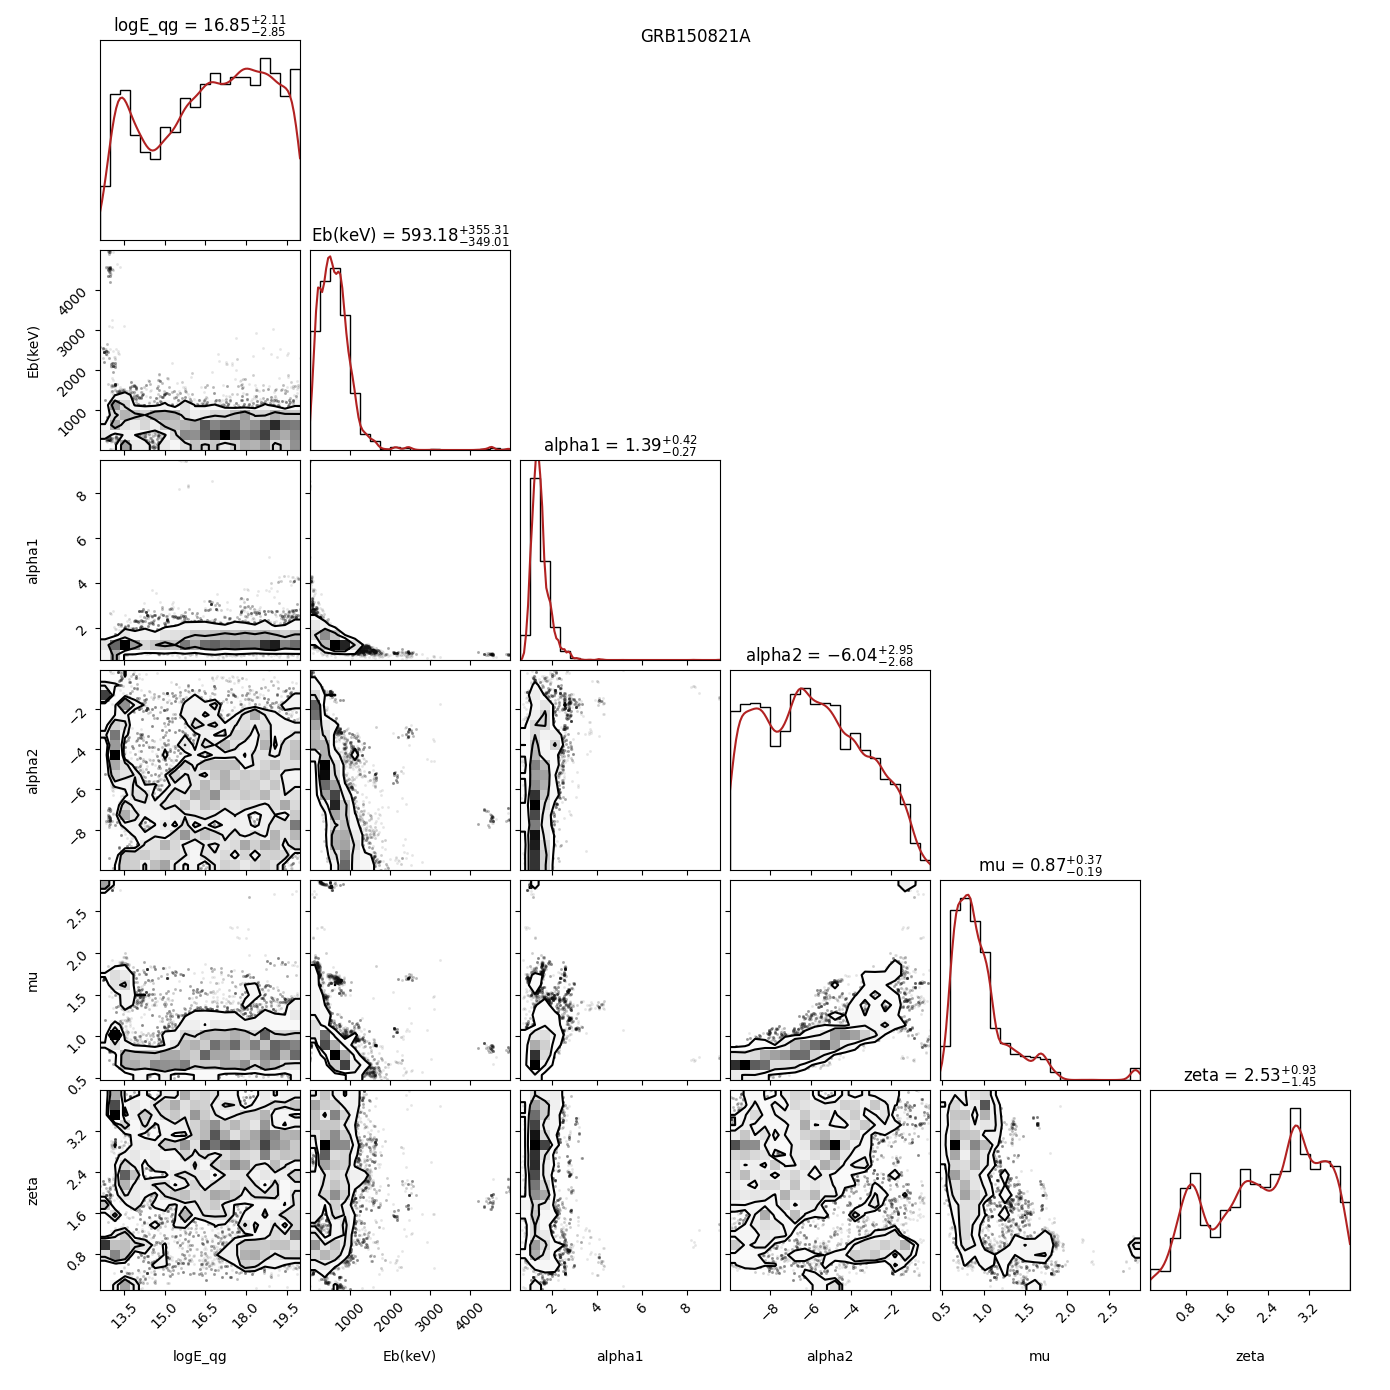 logE_qg = 16.85+2.11 −2.85
GRB150821A
Eb(keV) = 593.18+355.31 −349.01
4000
3000
2000
1000
Eb(keV)
alpha1 = 1.39+0.42 −0.27
8
6
4
2
alpha1
alpha2 = −6.04+2.95 −2.68
−2
−4
−6
−8
alpha2
mu = 0.87+0.37 −0.19
2.5
2.0
1.5
1.0
0.5
mu
zeta = 2.53+0.93 −1.45
3.2
2.4
1.6
0.8
zeta
13.5 15.0 16.5 18.0 19.5 1000 2000 3000 4000 2 4 6 8 −8 −6 −4 −2 0.5 1.0 1.5 2.0 2.5 0.8 1.6 2.4 3.2
logE_qg Eb(keV) alpha1 alpha2 mu zeta